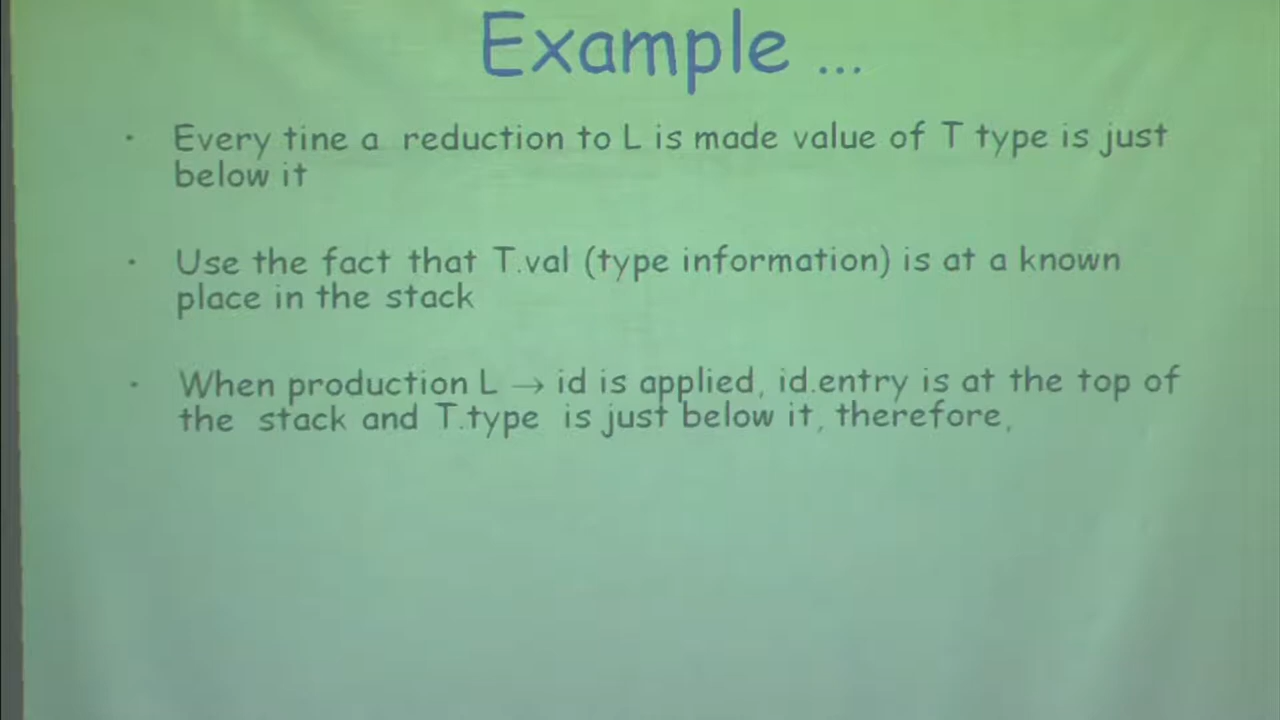 Example ...
• Every tine a reduction to L is made value of T type is just
below it
• Use the fact that T.val (type information) is at a known
place in the stack
• When production L → id is applied, id.entry is at the top of
the stack and T.type is just below it, therefore,